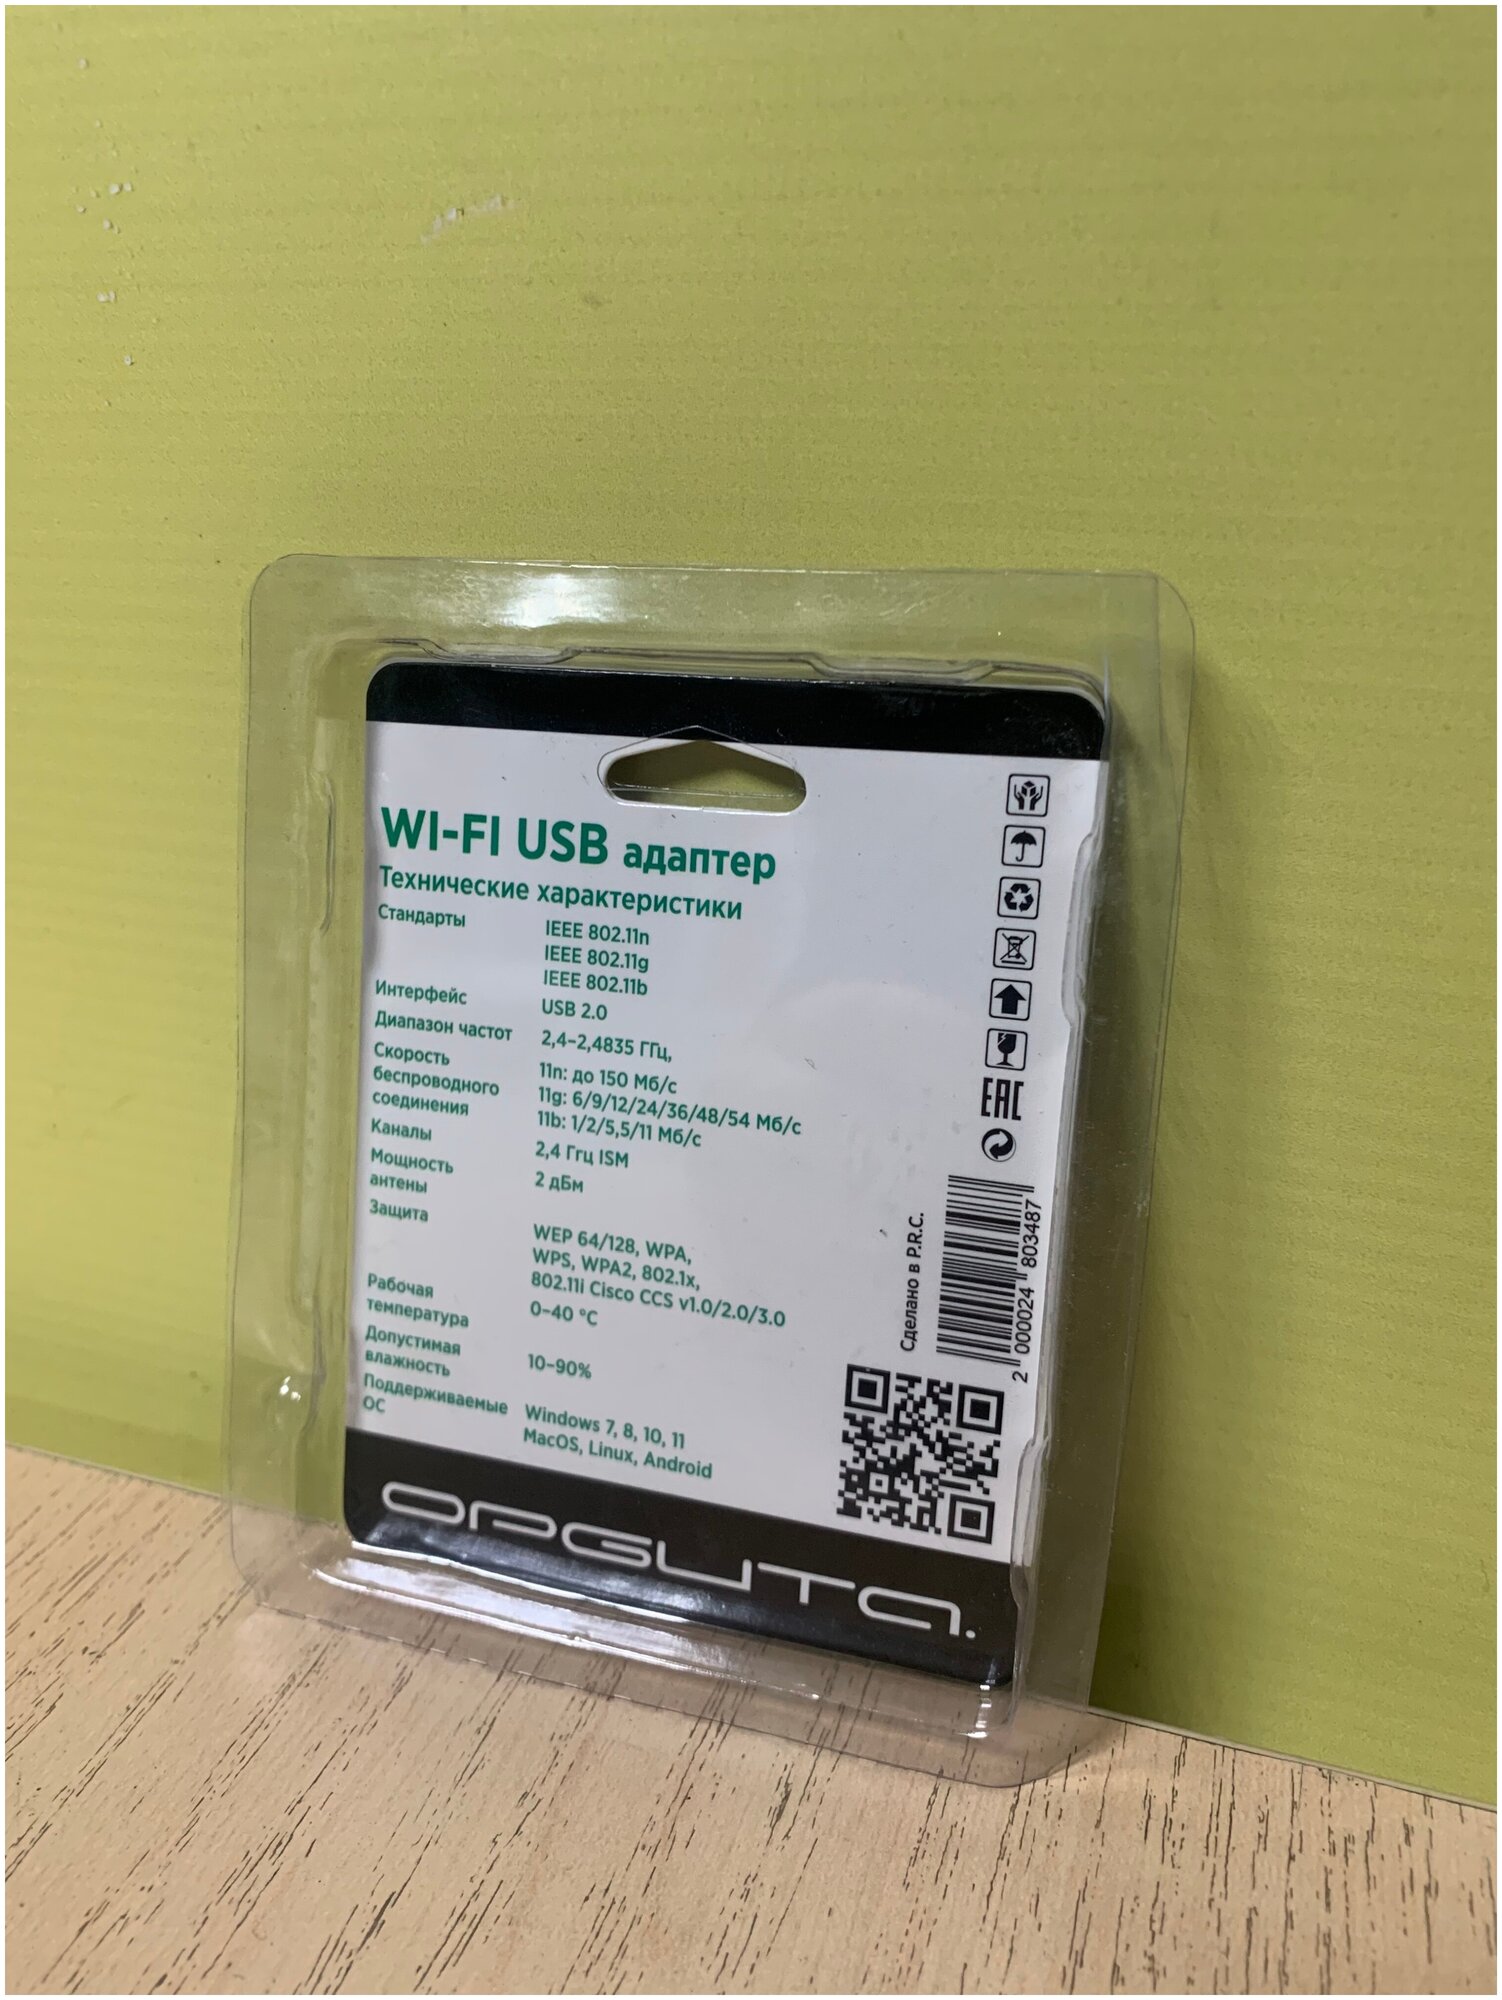 WI-FI USB адаптер
Технические характеристики
Стандарты
IEEE 802.11n
IEEE 802.11g
IEEE 802.11b
Интерфейс
USB 2.0
Диапазон частот
2,4-2,4835 ГГц,
Скорость
беспроводного
соединения
11n: до 150 Мб/с
11g: 6/9/12/24/36/48/54 Мб/с
11b: 1/2/5,5/11 Мб/с
Каналы
2,4 Ггц ISM
Мощность
антены
2 дБм
Защита
WEP 64/128, WPA,
WPS, WPA2, 802.1x,
802.11i Cisco CCS v1.0/2.0/3.0
Рабочая
температура
0-40 °C
Допустимая
влажность
10-90%
Поддерживаемые
ОС
Windows 7, 8, 10, 11
MacOS, Linux, Android
EAC
Сделано в P.R.C.
2 000024 803487
OPGUTA.